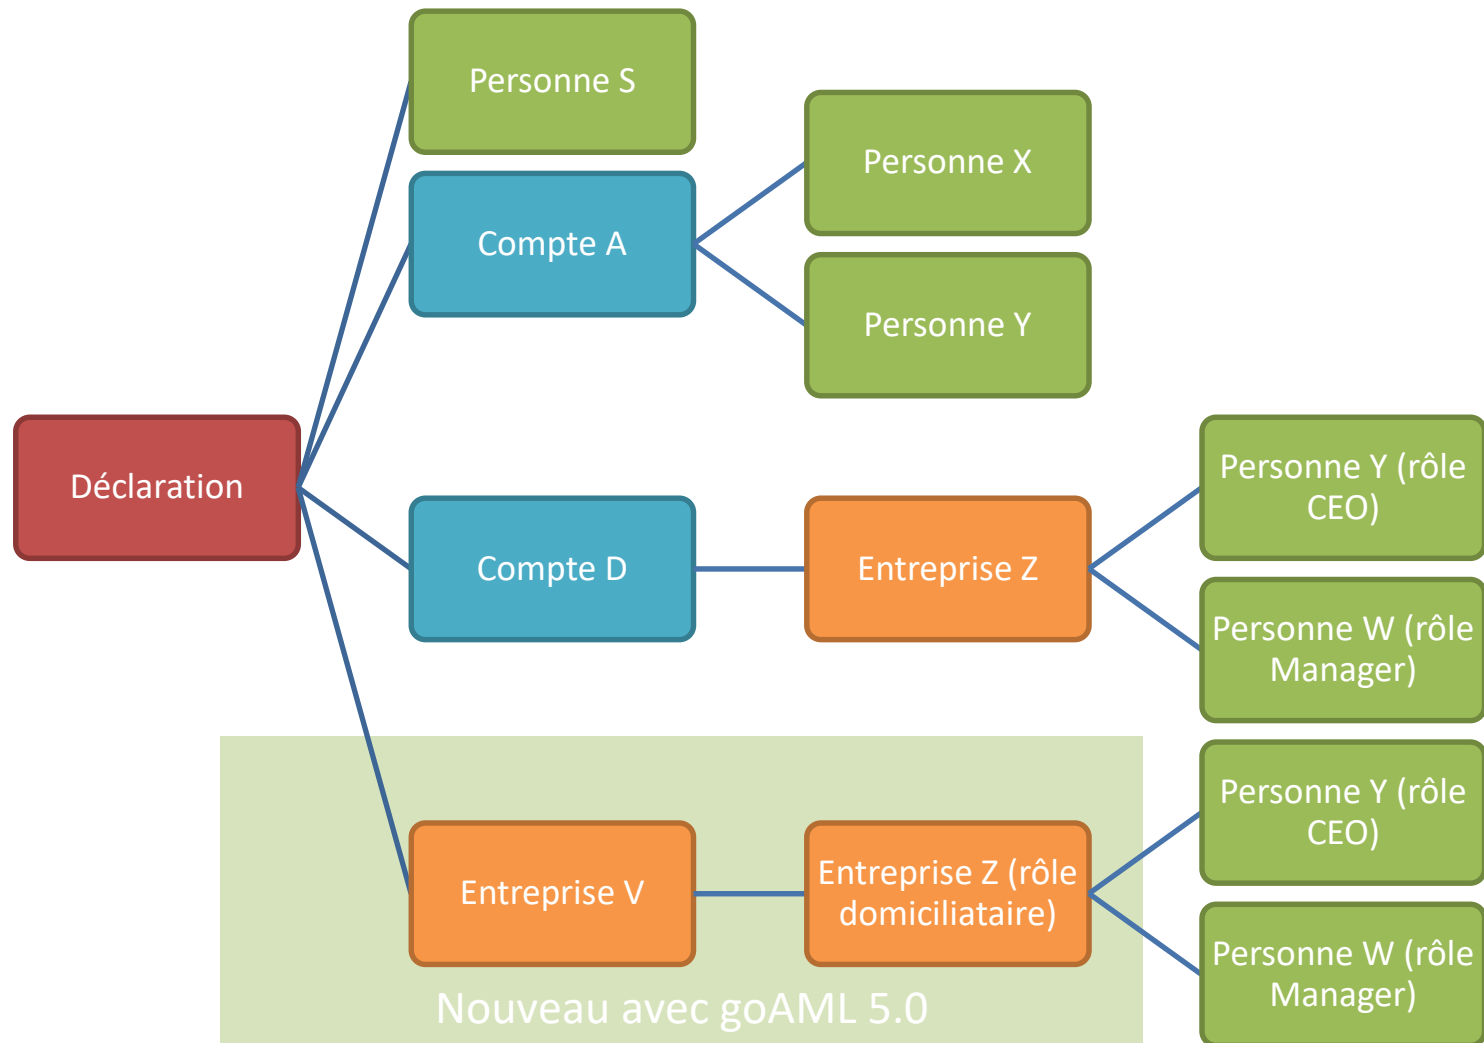 Personne S
Personne X
Compte A
Personne Y
Déclaration
Personne Y (rôle
CEO)
Compte D
Entreprise Z
Personne W (rôle
Manager)
Personne Y (rôle
CEO)
Entreprise V
Entreprise Z (rôle
domiciliataire)
Personne W (rôle
Manager)
Nouveau avec goAML 5.0